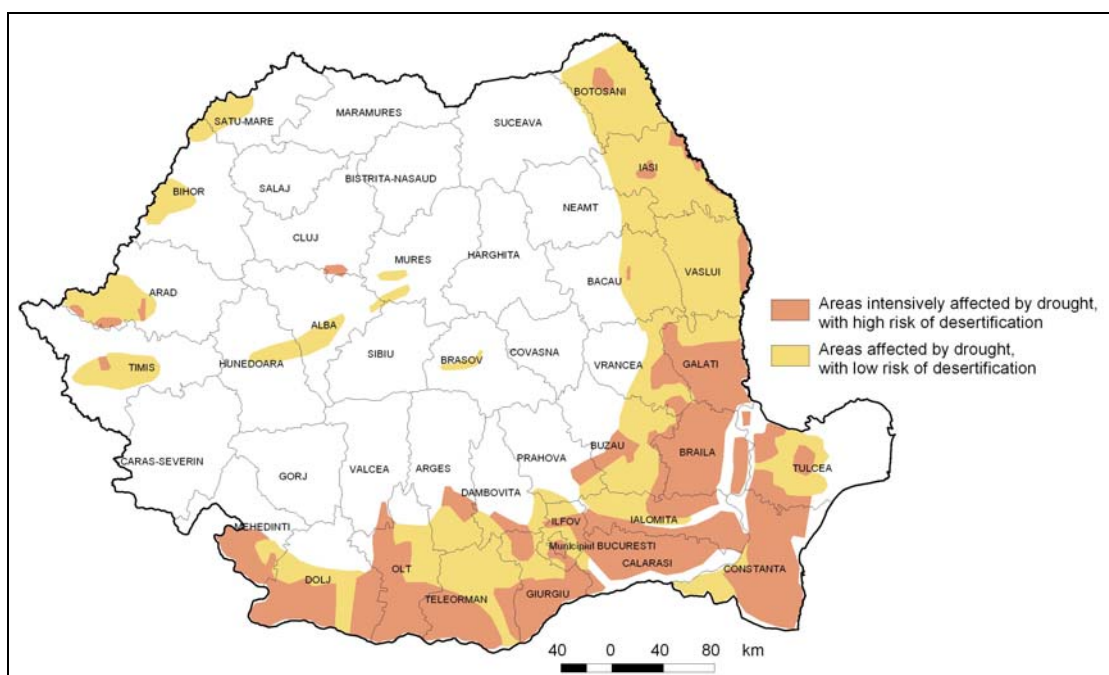 BOTOSANI
SATU-MARE
MARAMURES
SUCEAVA
IASI
BIHOR
SALAJ
BISTRITA-NASAUD
NEAMT
CLUJ
MURES
HARGHITA
BACAU
VASLUI
ARAD
ALBA
TIMIS
HUNEDOARA
SIBIU
BRASOV
COVASNA
VRANCEA
GALATI
CARAS-SEVERIN
GORJ
VALCEA
ARGES
PRAHOVA
BUZAU
BRAILA
TULCEA
DAMBOVITA
MEHEDINTI
ILFOV
IALOMITA
Municipiul BUCURESTI
CALARASI
CONSTANTA
DOLJ
OLT
TELEORMAN
GIURGIU
Areas intensively affected by drought,
with high risk of desertification
Areas affected by drought,
with low risk of desertification
40 0 40 80 km